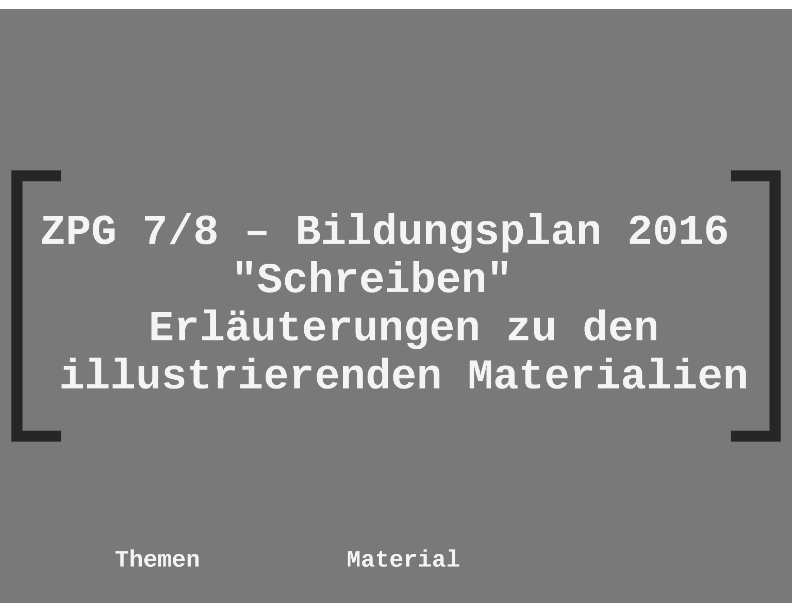 ZPG 7/8 – Bildungsplan 2016
"Schreiben"
Erläuterungen zu den
illustrierenden Materialien
Themen Material